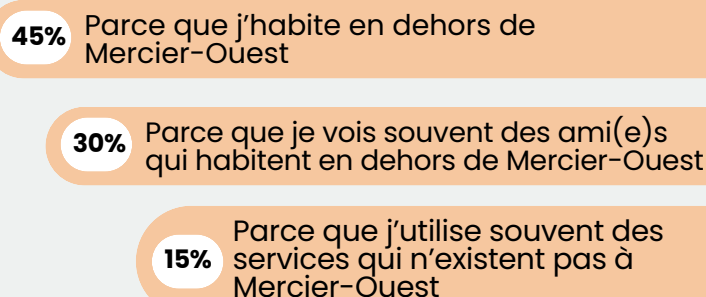 45% Parce que j'habite en dehors de
Mercier-Ouest
30% Parce que je vois souvent des ami(e)s
qui habitent en dehors de Mercier-Ouest
Parce que j'utilise souvent des
15% services qui n'existent pas à
Mercier-Ouest